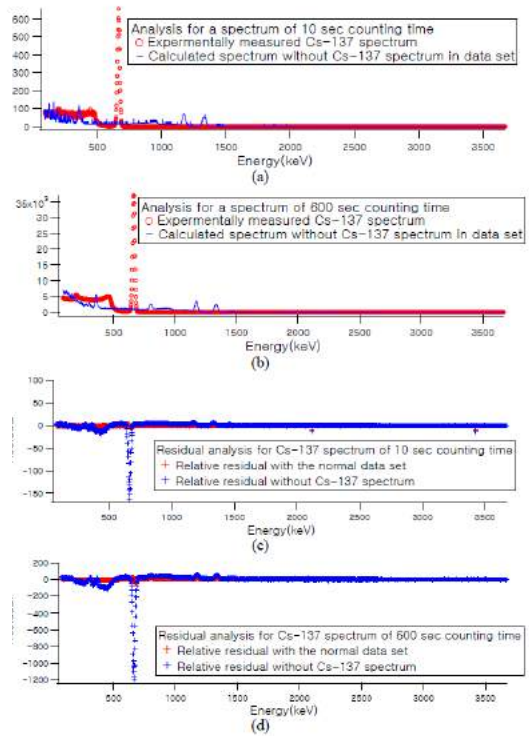 600
500
400
300
200
100
0
Analysis for a spectrum of 10 sec counting time
Expermentally measured Cs-137 spectrum
Calculated spectrum without Cs-137 spectrum in data set
500 1000 1500 2000 2500 3000 3500
Energy(keV)
(a)
35x10³
30
25
20
15
10
5
0
Analysis for a spectrum of 600 sec counting time
Experimentally measured Cs-137 spectrum
Calculated spectrum without Cs-137 spectrum in data set
500 1000 1500 2000 2500 3000 3500
Energy(keV)
(b)
100
50
0
-50
-100
-150
Residual analysis for Cs-137 spectrum of 10 sec counting time
+ Relative residual with the normal data set
+ Relative residual without Cs-137 spectrum
500 1000 1500 2000 2500 3000 3500
Energy(keV)
(c)
200
0
-200
-400
-600
-800
-1000
-1200
Residual analysis for Cs-137 spectrum of 600 sec counting time
+ Relative residual with the normal data set
+ Relative residual without Cs-137 spectrum
500 1000 1500 2000 2500 3000 3500
Energy(keV)
(d)